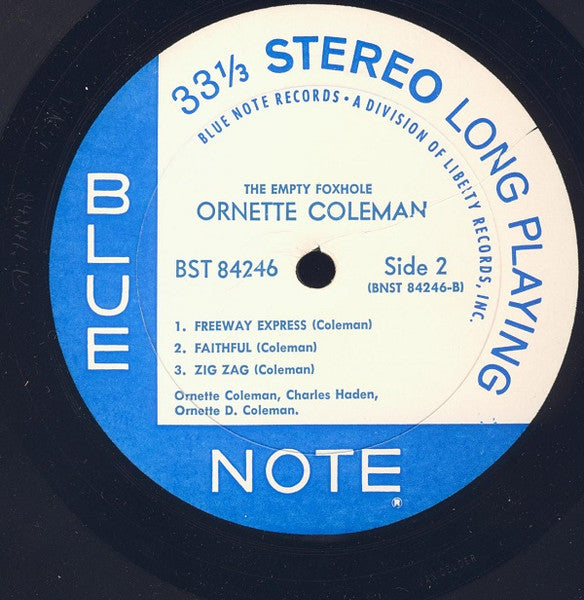 33⅓ STEREO LONG PLAYING
BLUE NOTE RECORDS • A DIVISION OF LIBERTY RECORDS, INC.
THE EMPTY FOXHOLE
ORNETTE COLEMAN
BST 84246
Side 2
(BNST 84246-B)
1. FREEWAY EXPRESS (Coleman)
2. FAITHFUL (Coleman)
3. ZIG ZAG (Coleman)
Ornette Coleman, Charles Haden,
Ornette D. Coleman.
BLUE
NOTE
®
VAN GELDER